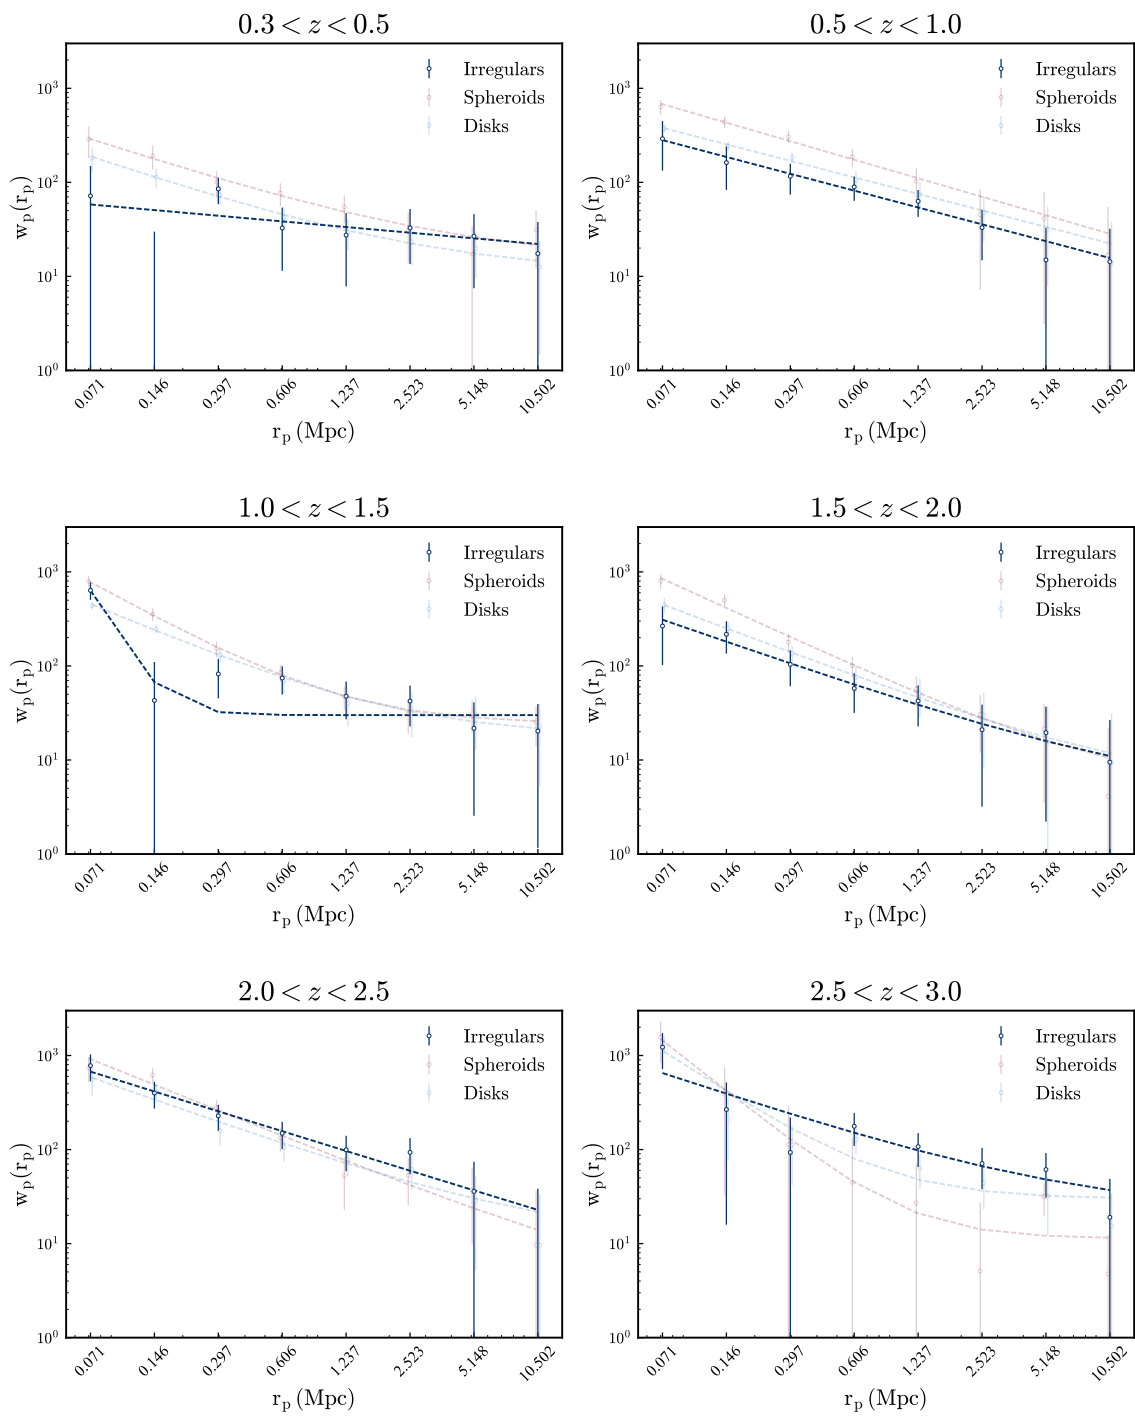 0.3 < z < 0.5
w_p(r_p)
10^3
10^2
10^1
10^0
Irregulars
Spheroids
Disks
0.071 0.146 0.297 0.606 1.237 2.523 5.148 10.502
r_p (Mpc)
0.5 < z < 1.0
w_p(r_p)
10^3
10^2
10^1
10^0
Irregulars
Spheroids
Disks
0.071 0.146 0.297 0.606 1.237 2.523 5.148 10.502
r_p (Mpc)
1.0 < z < 1.5
w_p(r_p)
10^3
10^2
10^1
10^0
Irregulars
Spheroids
Disks
0.071 0.146 0.297 0.606 1.237 2.523 5.148 10.502
r_p (Mpc)
1.5 < z < 2.0
w_p(r_p)
10^3
10^2
10^1
10^0
Irregulars
Spheroids
Disks
0.071 0.146 0.297 0.606 1.237 2.523 5.148 10.502
r_p (Mpc)
2.0 < z < 2.5
w_p(r_p)
10^3
10^2
10^1
10^0
Irregulars
Spheroids
Disks
0.071 0.146 0.297 0.606 1.237 2.523 5.148 10.502
r_p (Mpc)
2.5 < z < 3.0
w_p(r_p)
10^3
10^2
10^1
10^0
Irregulars
Spheroids
Disks
0.071 0.146 0.297 0.606 1.237 2.523 5.148 10.502
r_p (Mpc)